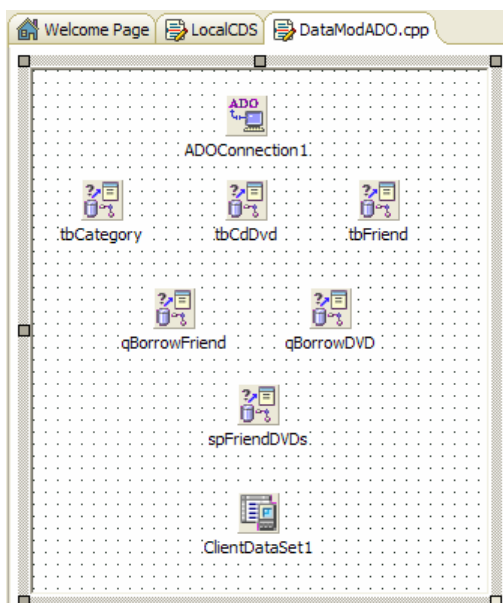 Welcome Page LocalCDS DataModADO.cpp
ADO
ADOConnection1
tbCategory tbCdDvd tbFriend
qBorrowFriend qBorrowDVD
spFriendDVDs
ClientDataSet1